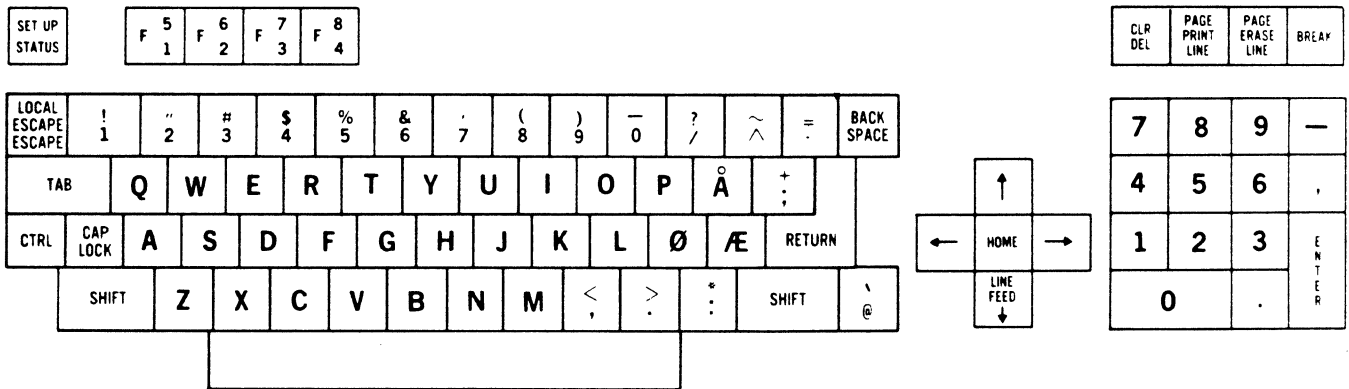 SET UP
STATUS
F 5 1
F 6 2
F 7 3
F 8 4
CLR
DEL
PAGE
PRINT
LINE
PAGE
ERASE
LINE
BREAK
LOCAL
ESCAPE
ESCAPE
! 1
" 2
# 3
$ 4
% 5
& 6
' 7
( 8
) 9
— 0
? /
~ ^
= .
BACK
SPACE
TAB
Q W E R T Y U I O P Å
+ ;
CTRL
CAP
LOCK
A S D F G H J K L Ø Æ
RETURN
SHIFT
Z X C V B N M
< ,
> .
* :
SHIFT
` @
↑
← HOME →
LINE
FEED
↓
7 8 9 —
4 5 6 ,
1 2 3
ENTER
0 .